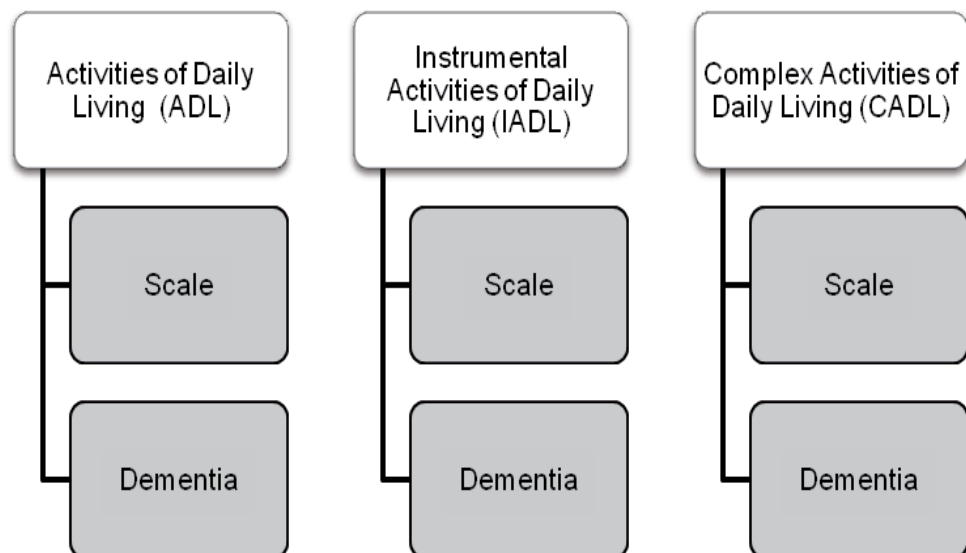 Activities of Daily
Living (ADL)
Scale
Dementia
Instrumental
Activities of Daily
Living (IADL)
Scale
Dementia
Complex Activities of
Daily Living (CADL)
Scale
Dementia